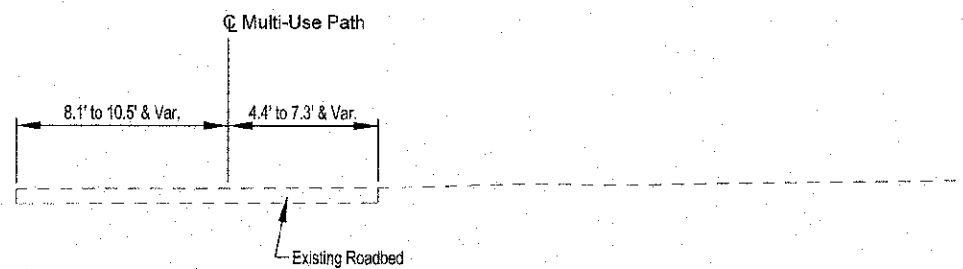 ℄ Multi-Use Path
8.1' to 10.5' & Var.
4.4' to 7.3' & Var.
Existing Roadbed